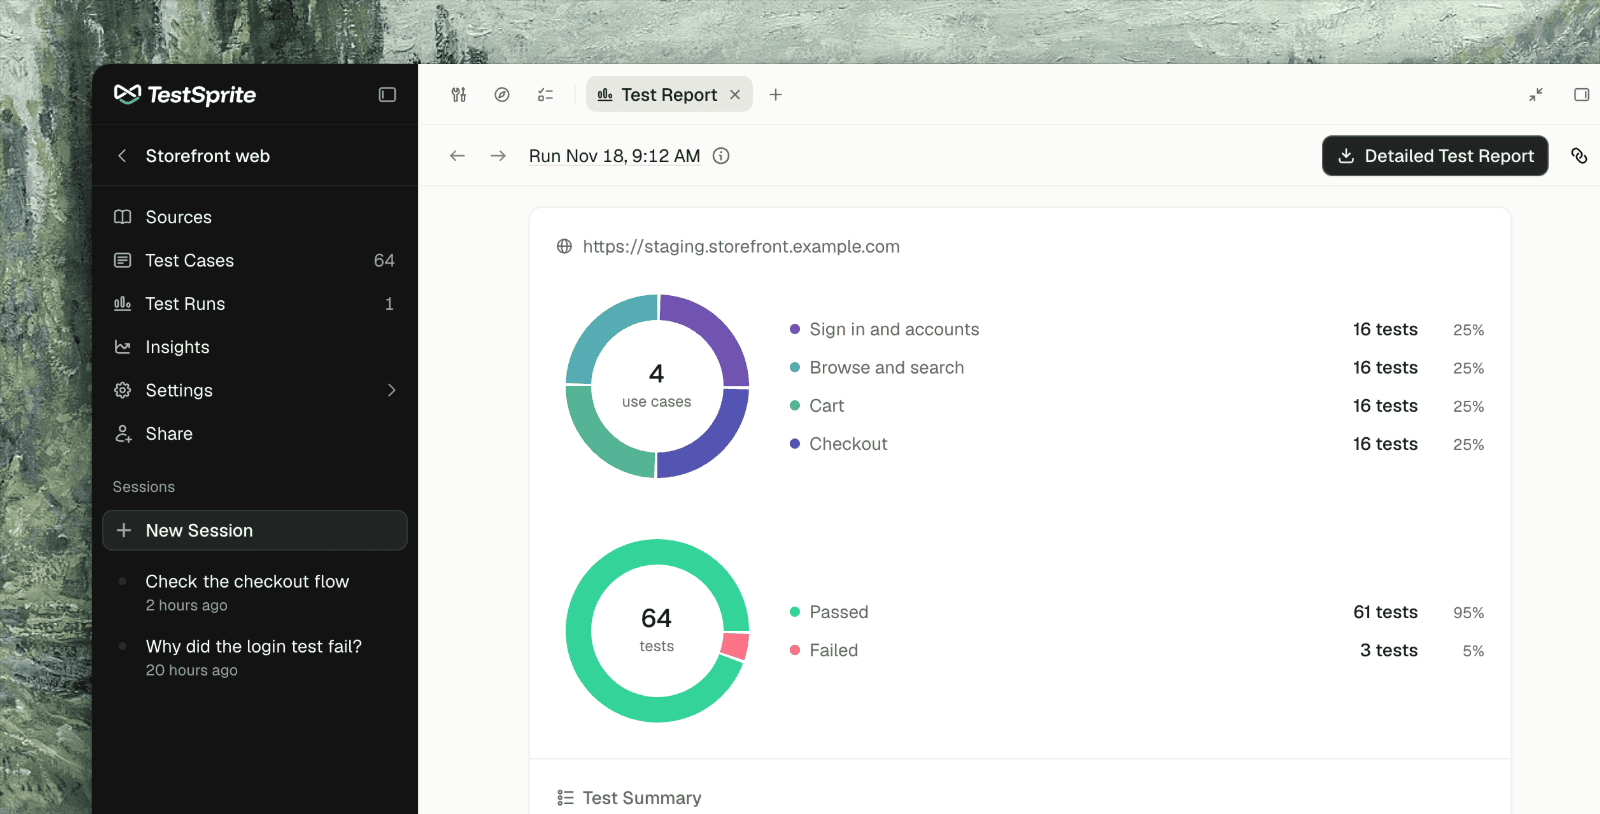 TestSprite
Storefront web
Sources
Test Cases 64
Test Runs 1
Insights
Settings
Share
Sessions
New Session
Check the checkout flow
2 hours ago
Why did the login test fail?
20 hours ago
Test Report
Run Nov 18, 9:12 AM
Detailed Test Report
https://staging.storefront.example.com
4
use cases
Sign in and accounts 16 tests 25%
Browse and search 16 tests 25%
Cart 16 tests 25%
Checkout 16 tests 25%
64
tests
Passed 61 tests 95%
Failed 3 tests 5%
Test Summary